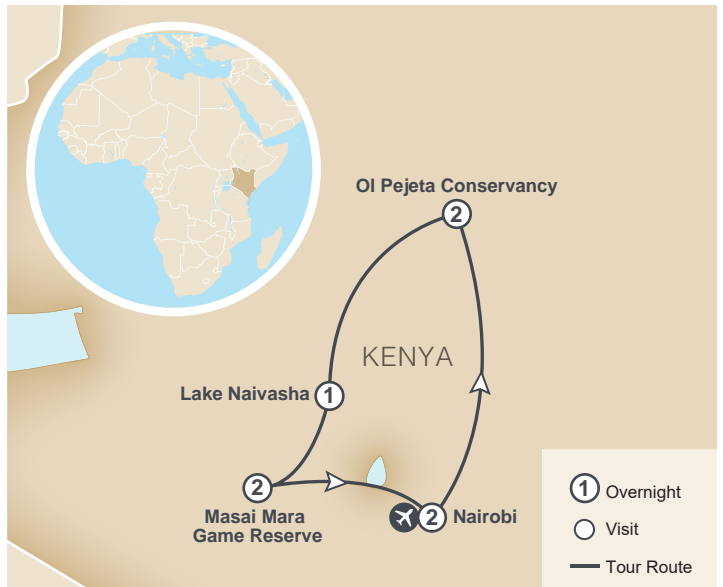 Ol Pejeta Conservancy
2
KENYA
Lake Naivasha
1
2
Masai Mara
Game Reserve
2
Nairobi
1 Overnight
Visit
Tour Route